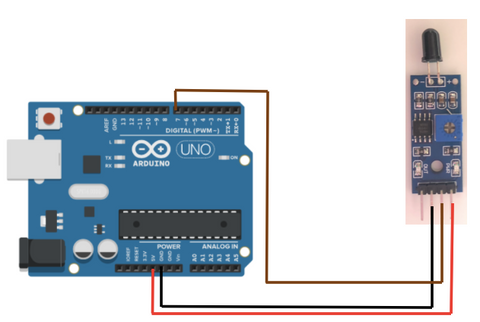 AREF
GND
13
12
~11
~10
~9
8
7
~6
~5
4
~3
2
TX→1
RX←0
DIGITAL (PWM ~)
L
TX
RX
UNO
ON
ARDUINO
OUT
POWER
ANALOG IN
IOREF
RESET
3.3V
5V
GND
GND
Vin
A0
A1
A2
A3
A4
A5